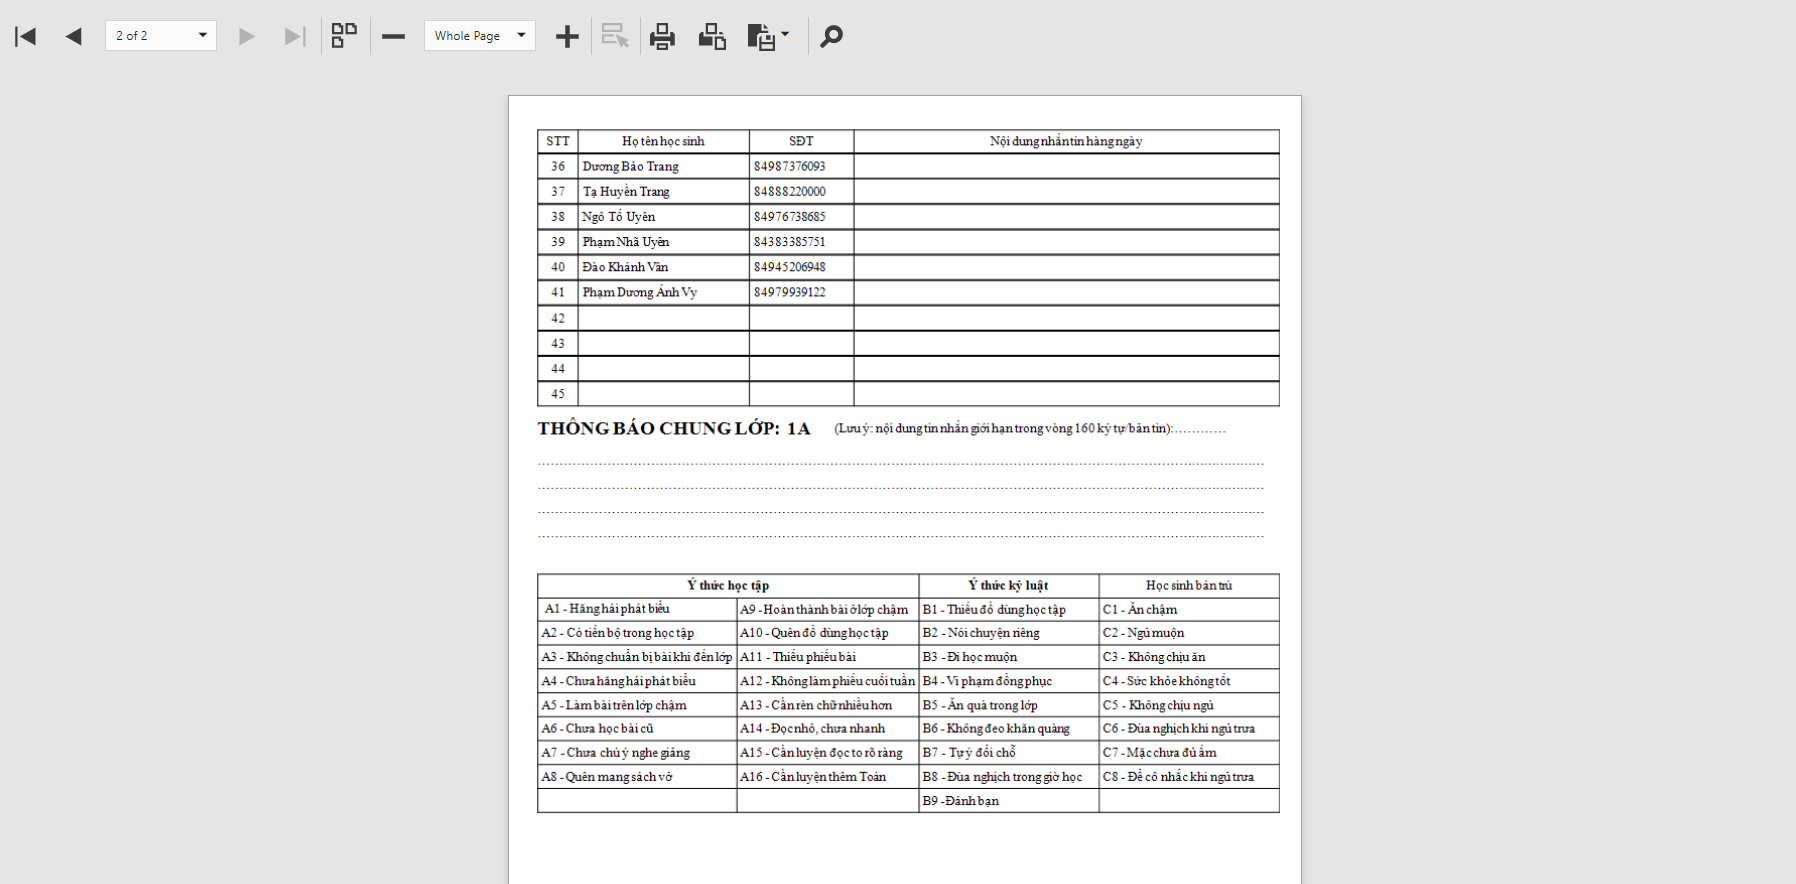 2 of 2 Whole Page
STT Họ tên học sinh SĐT Nội dung nhắn tin hàng ngày
36 Dương Bảo Trang 84987376093
37 Tạ Huyền Trang 84888220000
38 Ngô Tố Uyên 84976738685
39 Phạm Nhã Uyên 84383385751
40 Đào Khánh Vân 84945206948
41 Phạm Dương Ánh Vy 84979939122
42
43
44
45
THÔNG BÁO CHUNG LỚP: 1A (Lưu ý: nội dung tin nhắn giới hạn trong vòng 160 ký tự/bản tin):............
Ý thức học tập Ý thức kỷ luật Học sinh bán trú
A1 - Hăng hái phát biểu A9 - Hoàn thành bài ở lớp chậm B1 - Thiếu đồ dùng học tập C1 - Ăn chậm
A2 - Có tiến bộ trong học tập A10 - Quên đồ dùng học tập B2 - Nói chuyện riêng C2 - Ngủ muộn
A3 - Không chuẩn bị bài khi đến lớp A11 - Thiếu phiếu bài B3 - Đi học muộn C3 - Không chịu ăn
A4 - Chưa hăng hái phát biểu A12 - Không làm phiếu cuối tuần B4 - Vi phạm đồng phục C4 - Sức khỏe không tốt
A5 - Làm bài trên lớp chậm A13 - Cần rèn chữ nhiều hơn B5 - Ăn quà trong lớp C5 - Không chịu ngủ
A6 - Chưa học bài cũ A14 - Đọc nhỏ, chưa nhanh B6 - Không đeo khăn quàng C6 - Đùa nghịch khi ngủ trưa
A7 - Chưa chú ý nghe giảng A15 - Cần luyện đọc to rõ ràng B7 - Tự ý đổi chỗ C7 - Mặc chưa đủ ấm
A8 - Quên mang sách vở A16 - Cần luyện thêm Toán B8 - Đùa nghịch trong giờ học C8 - Để cô nhắc khi ngủ trưa
B9 - Đánh bạn